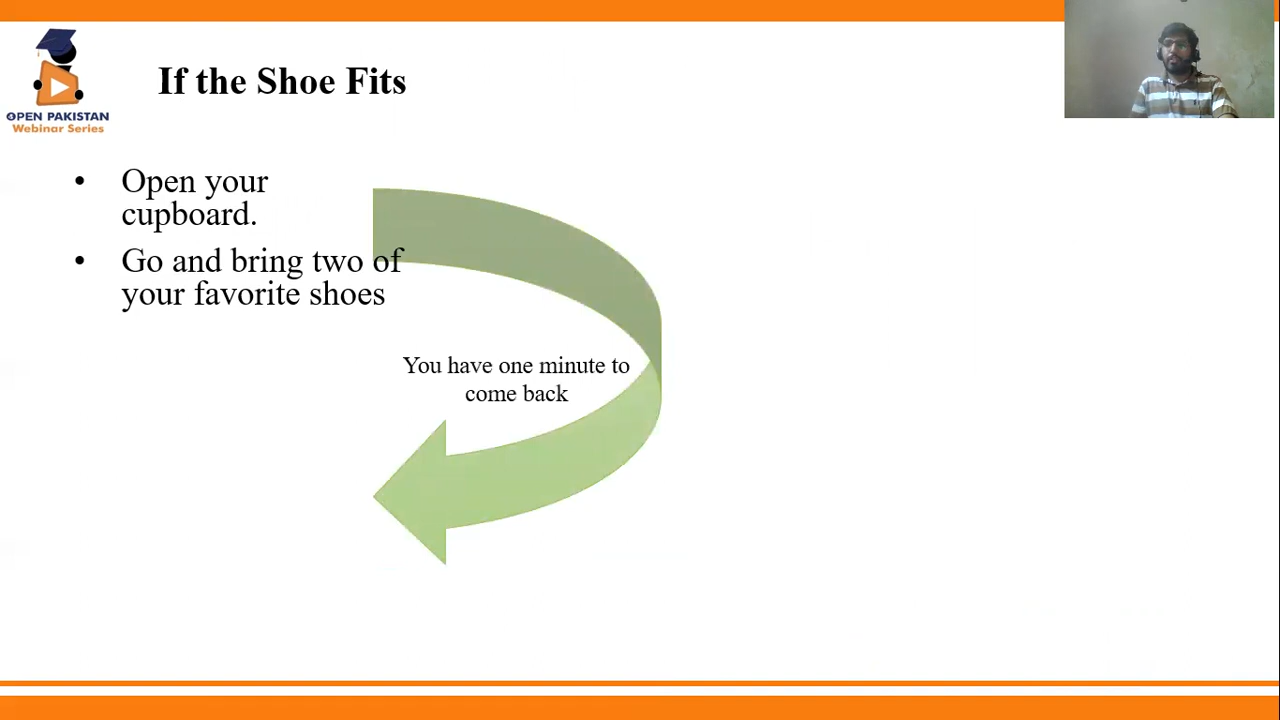 If the Shoe Fits
OPEN PAKISTAN
Webinar Series
• Open your
cupboard.
• Go and bring two of
your favorite shoes
You have one minute to
come back